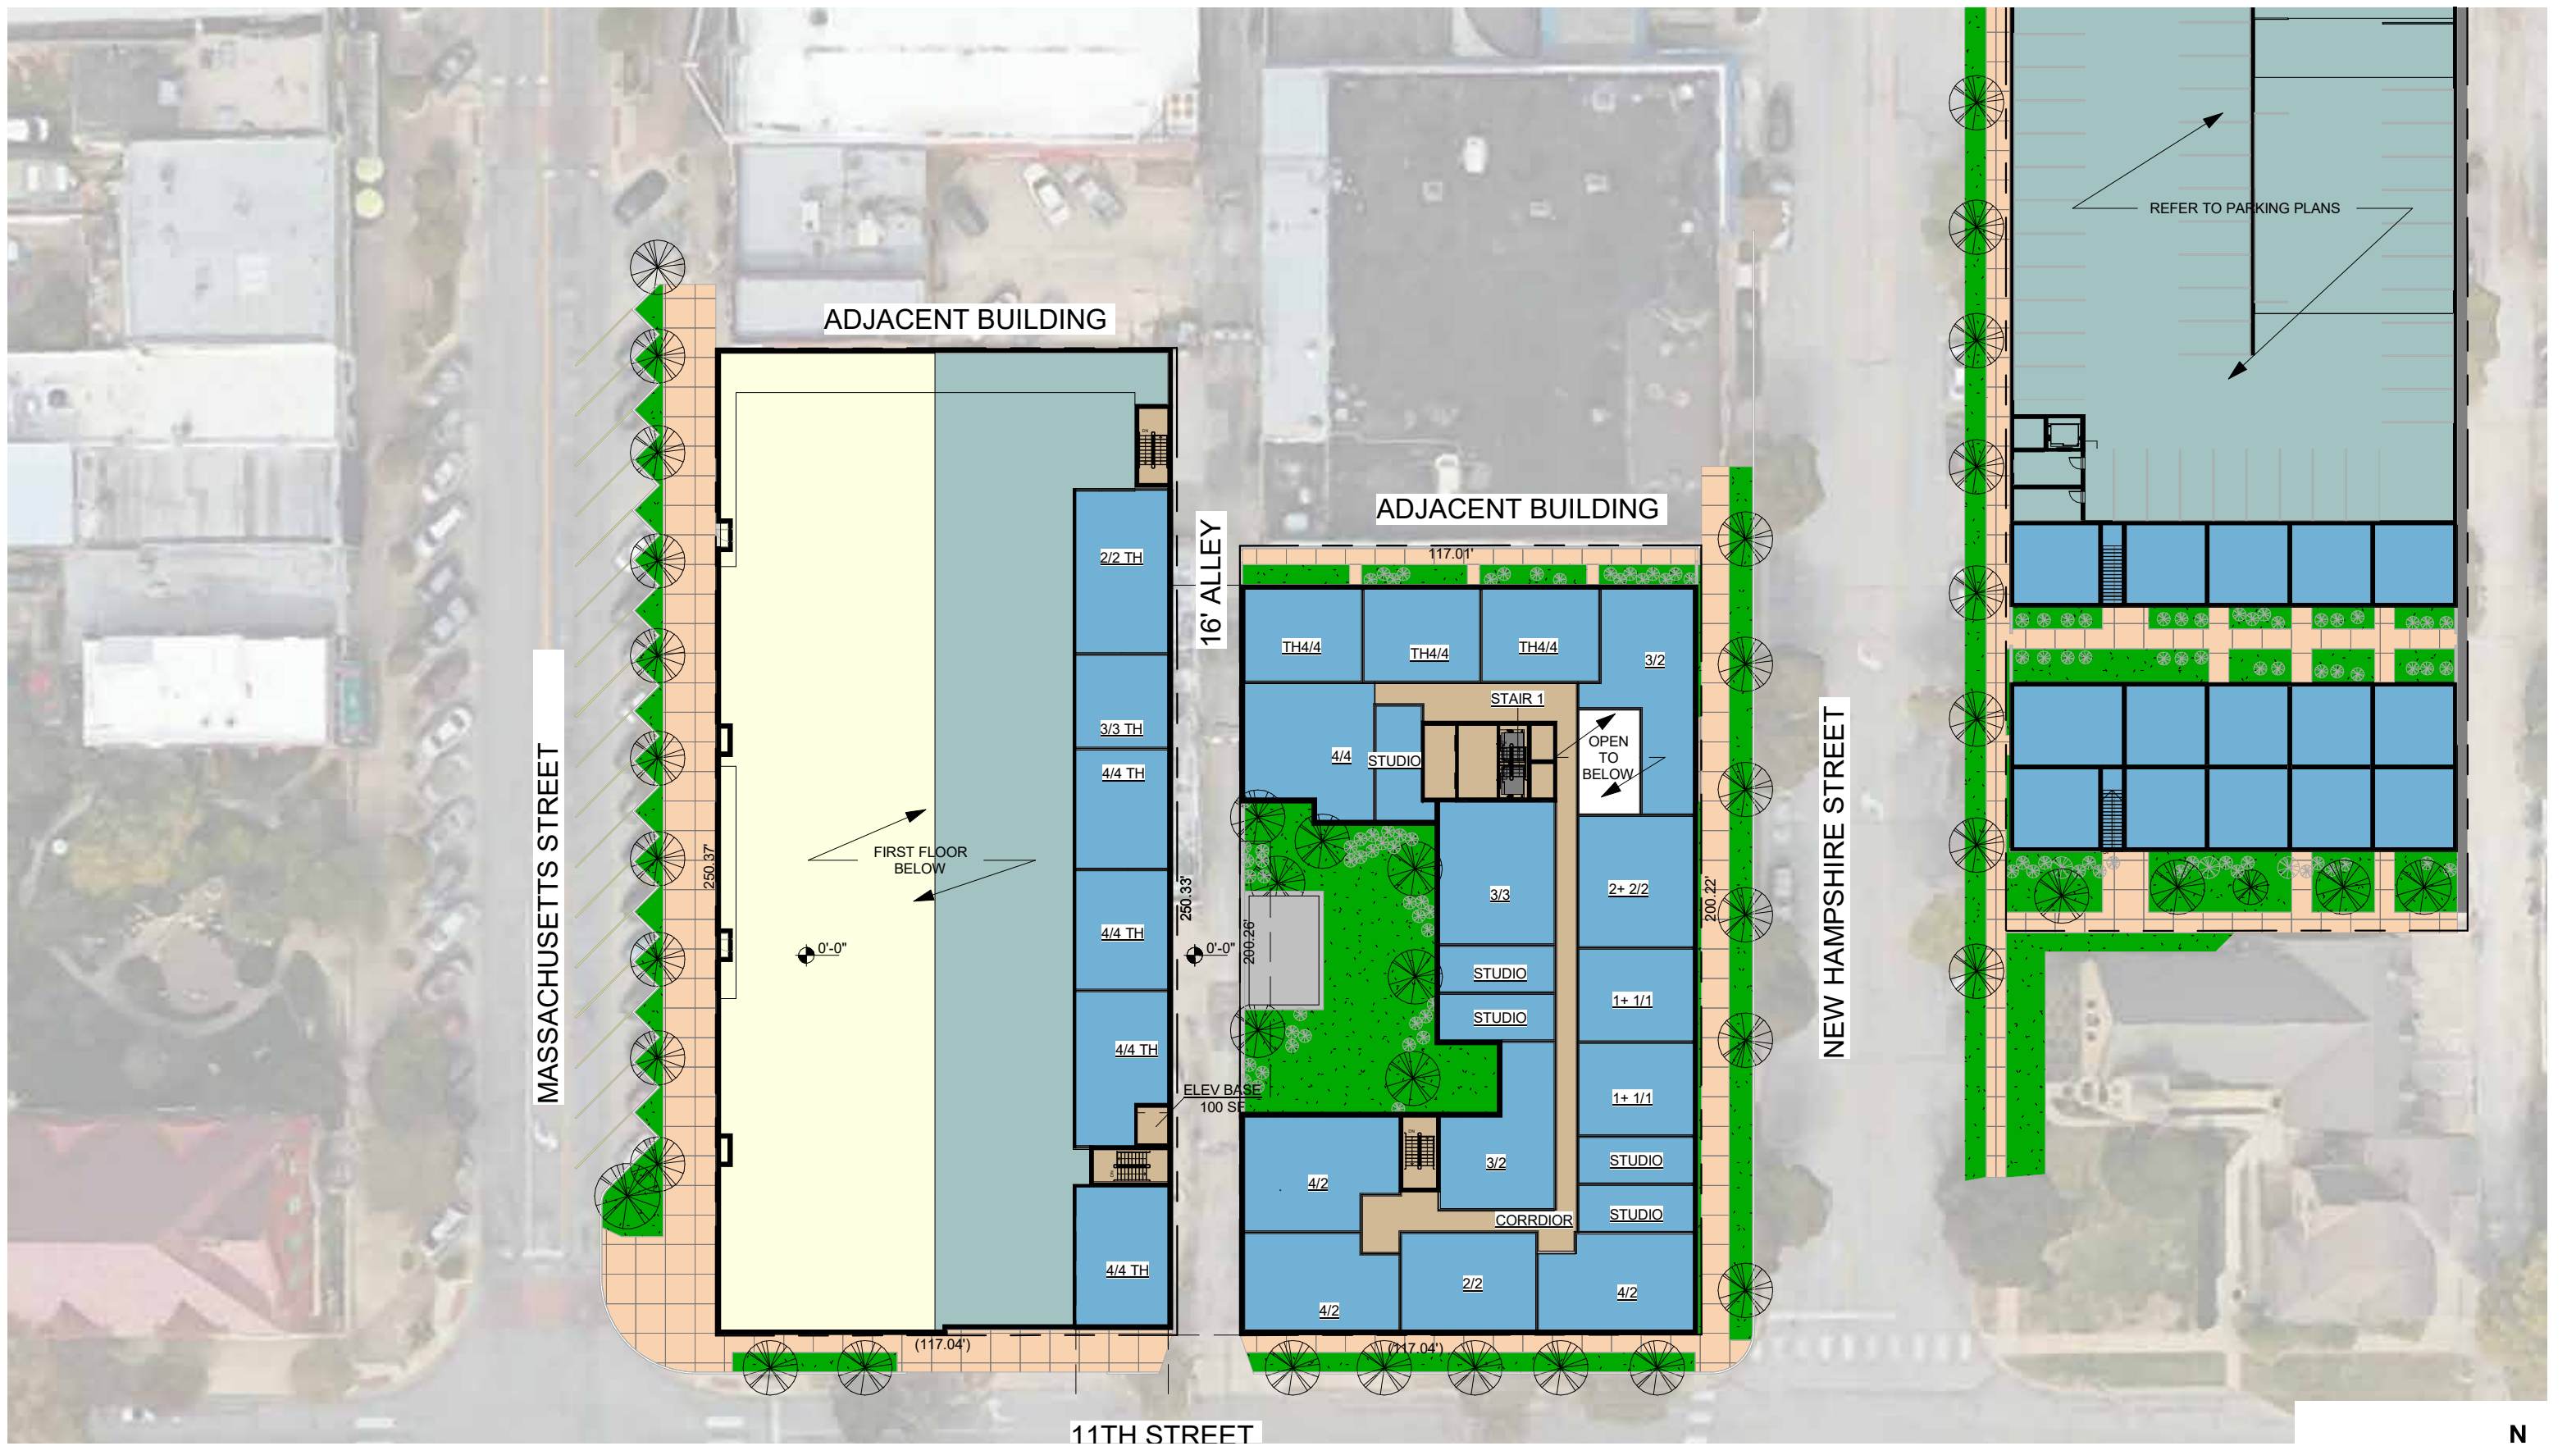 REFER TO PARKING PLANS
ADJACENT BUILDING
ADJACENT BUILDING
16' ALLEY
117.01'
2/2 TH
TH4/4
TH4/4
TH4/4
3/2
STAIR 1
3/3 TH
4/4 TH
4/4
STUDIO
OPEN
TO
BELOW
MASSACHUSETTS STREET
250.37'
FIRST FLOOR
BELOW
250.33'
200.26'
3/3
2+ 2/2
200.22'
NEW HAMPSHIRE STREET
4/4 TH
0'-0"
0'-0"
STUDIO
1+ 1/1
STUDIO
4/4 TH
ELEV BASE
100 SF
1+ 1/1
DN
DN
DN
4/2
3/2
STUDIO
STUDIO
CORRDIOR
4/4 TH
4/2
2/2
4/2
(117.04')
(117.04')
11TH STREET
N